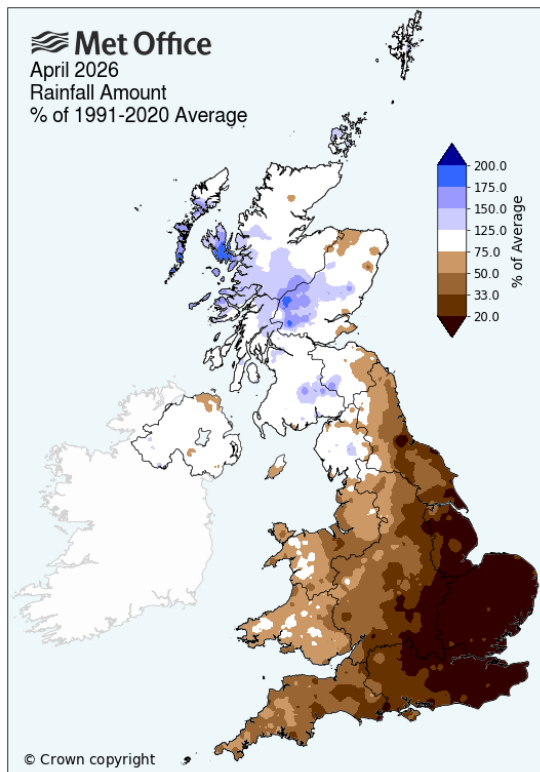 Met Office
April 2026
Rainfall Amount
% of 1991-2020 Average
200.0
175.0
150.0
125.0
75.0
50.0
33.0
20.0
% of Average
© Crown copyright